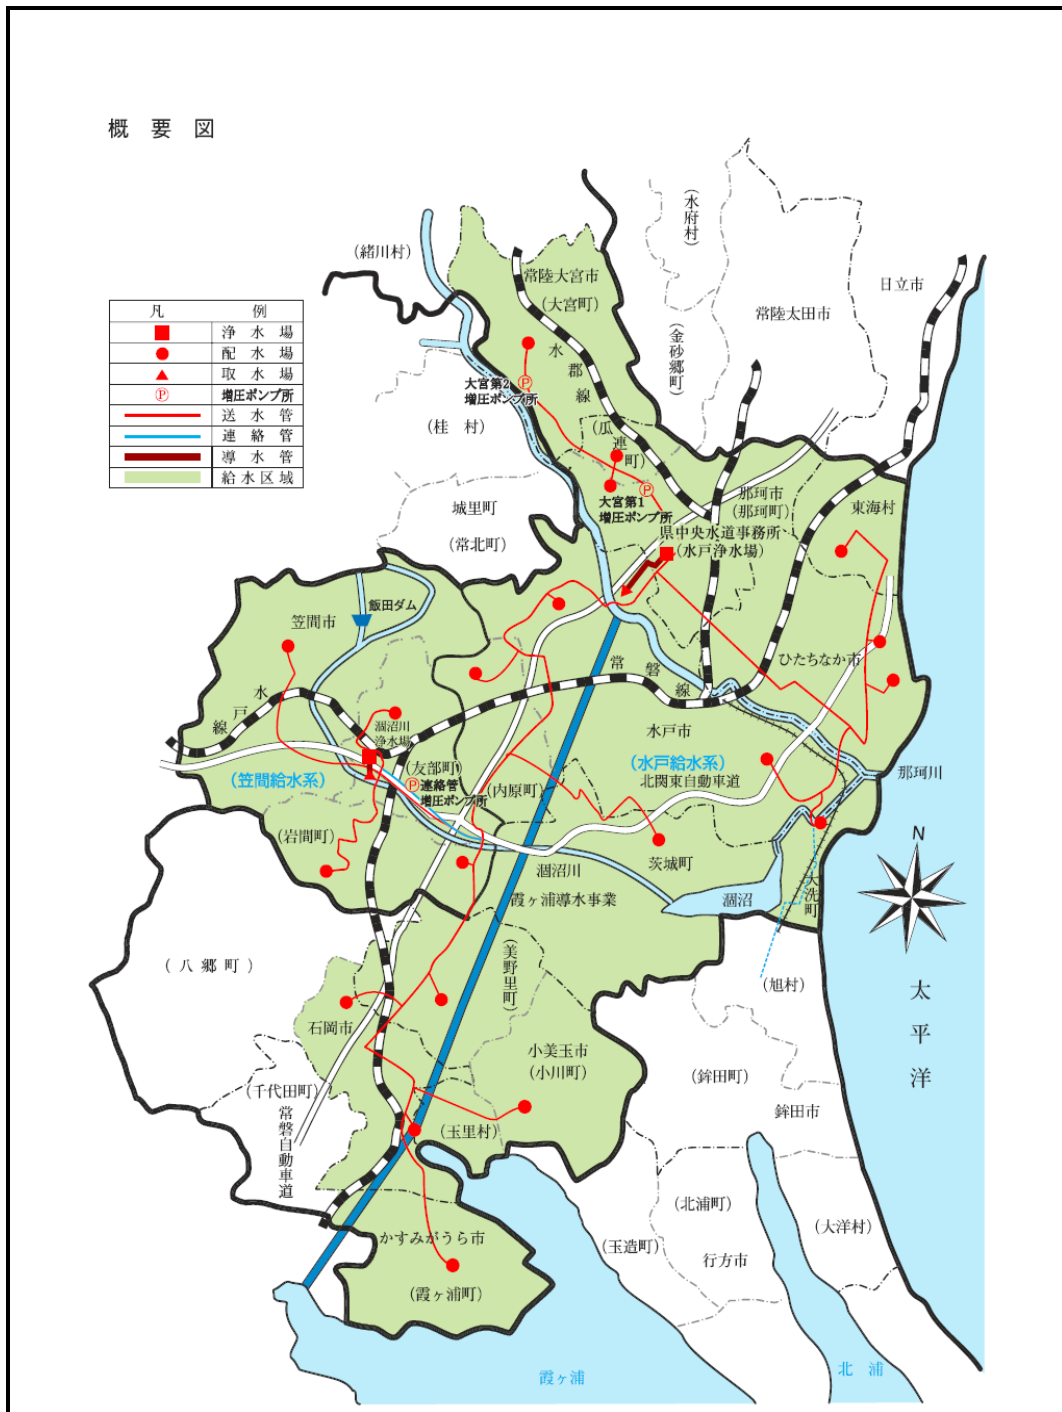 概要図
凡 例
浄水場
配水場
取水場
Ⓟ 増圧ポンプ所
送水管
連絡管
導水管
給水区域
(緒川村)
(水府村)
常陸大宮市
(大宮町)
日立市
常陸太田市
(金砂郷町)
水郡線
Ⓟ
大宮第2
増圧ポンプ所
(桂村)
(瓜連町)
Ⓟ
大宮第1
増圧ポンプ所
那珂市
(那珂町)
東海村
城里町
(常北町)
県中央水道事務所
(水戸浄水場)
飯田ダム
笠間市
ひたちなか市
常磐線
水戸線
涸沼川
浄水場
水戸市
(友部町)
(水戸給水系)
北関東自動車道
那珂川
(笠間給水系)
Ⓟ連絡管
増圧ポンプ所
(内原町)
(岩間町)
茨城町
涸沼川
霞ヶ浦導水事業
涸沼
大洗町
N
(八郷町)
(美野里町)
(旭村)
太平洋
石岡市
小美玉市
(小川町)
(鉾田町)
鉾田市
(千代田町)
常磐自動車道
(玉里村)
(北浦町)
(大洋村)
かすみがうら市
(玉造町)
行方市
(霞ヶ浦町)
霞ヶ浦
北浦